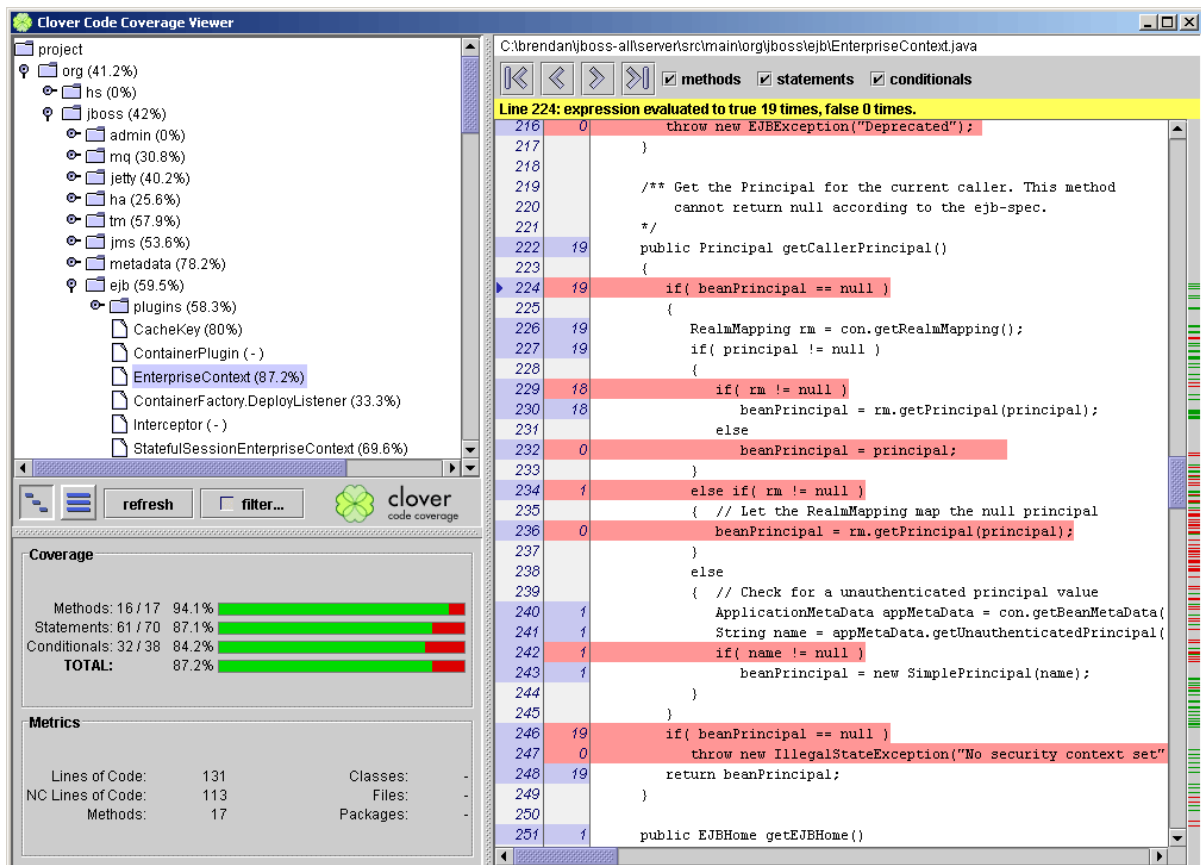 Clover Code Coverage Viewer
project
org (41.2%)
hs (0%)
jboss (42%)
admin (0%)
mq (30.8%)
jetty (40.2%)
ha (25.6%)
tm (57.9%)
jms (53.6%)
metadata (78.2%)
ejb (59.5%)
plugins (58.3%)
CacheKey (80%)
ContainerPlugin ( - )
EnterpriseContext (87.2%)
ContainerFactory.DeployListener (33.3%)
Interceptor ( - )
StatefulSessionEnterpriseContext (69.6%)
refresh
filter...
clover
code coverage
Coverage
Methods: 16 / 17 94.1%
Statements: 61 / 70 87.1%
Conditionals: 32 / 38 84.2%
TOTAL: 87.2%
Metrics
Lines of Code: 131 Classes: -
NC Lines of Code: 113 Files: -
Methods: 17 Packages: -
C:\brendan\jboss-all\server\src\main\org\jboss\ejb\EnterpriseContext.java
methods statements conditionals
Line 224: expression evaluated to true 19 times, false 0 times.
216 0 throw new EJBException("Deprecated");
217 }
218
219 /** Get the Principal for the current caller. This method
220 cannot return null according to the ejb-spec.
221 */
222 19 public Principal getCallerPrincipal()
223 {
224 19 if( beanPrincipal == null )
225 {
226 19 RealmMapping rm = con.getRealmMapping();
227 19 if( principal != null )
228 {
229 18 if( rm != null )
230 18 beanPrincipal = rm.getPrincipal(principal);
231 else
232 0 beanPrincipal = principal;
233 }
234 1 else if( rm != null )
235 { // Let the RealmMapping map the null principal
236 0 beanPrincipal = rm.getPrincipal(principal);
237 }
238 else
239 { // Check for a unauthenticated principal value
240 1 ApplicationMetaData appMetaData = con.getBeanMetaData(
241 1 String name = appMetaData.getUnauthenticatedPrincipal(
242 1 if( name != null )
243 1 beanPrincipal = new SimplePrincipal(name);
244 }
245 }
246 19 if( beanPrincipal == null )
247 0 throw new IllegalStateException("No security context set"
248 19 return beanPrincipal;
249 }
250
251 1 public EJBHome getEJBHome()